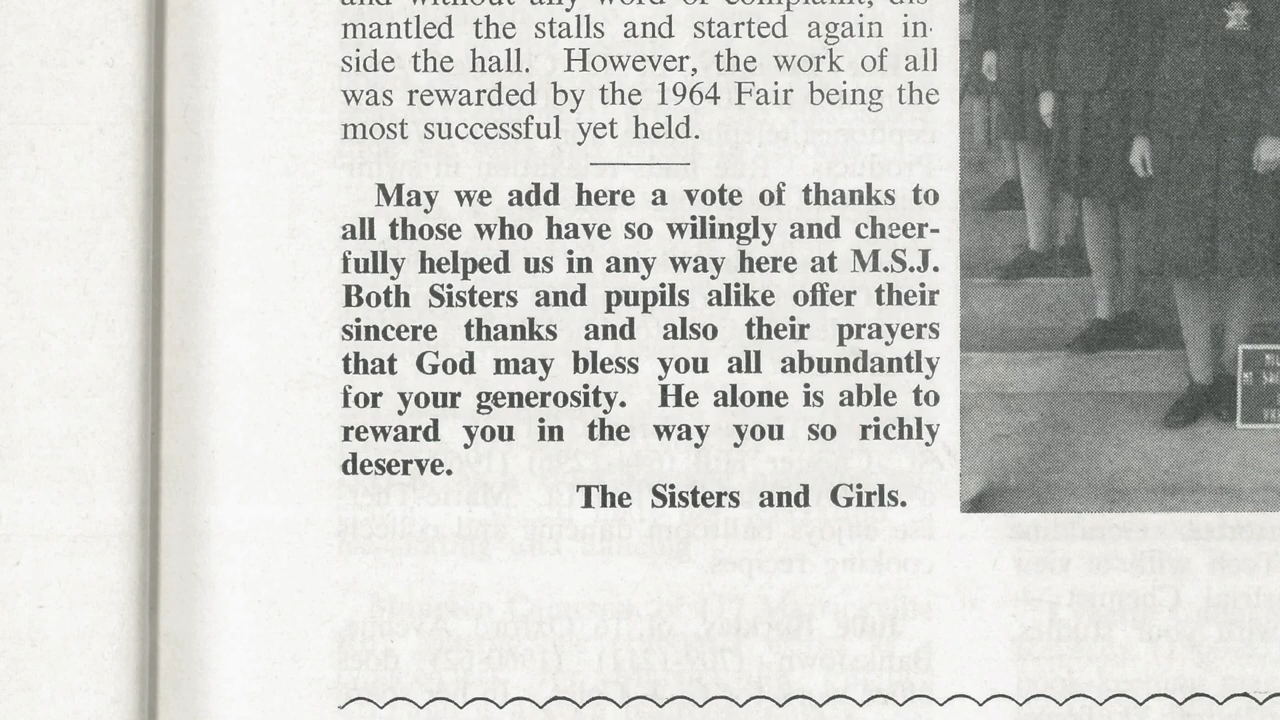 and without any word of complaint, dis-
mantled the stalls and started again in-
side the hall. However, the work of all
was rewarded by the 1964 Fair being the
most successful yet held.
May we add here a vote of thanks to
all those who have so wilingly and cheer-
fully helped us in any way here at M.S.J.
Both Sisters and pupils alike offer their
sincere thanks and also their prayers
that God may bless you all abundantly
for your generosity. He alone is able to
reward you in the way you so richly
deserve.
The Sisters and Girls.